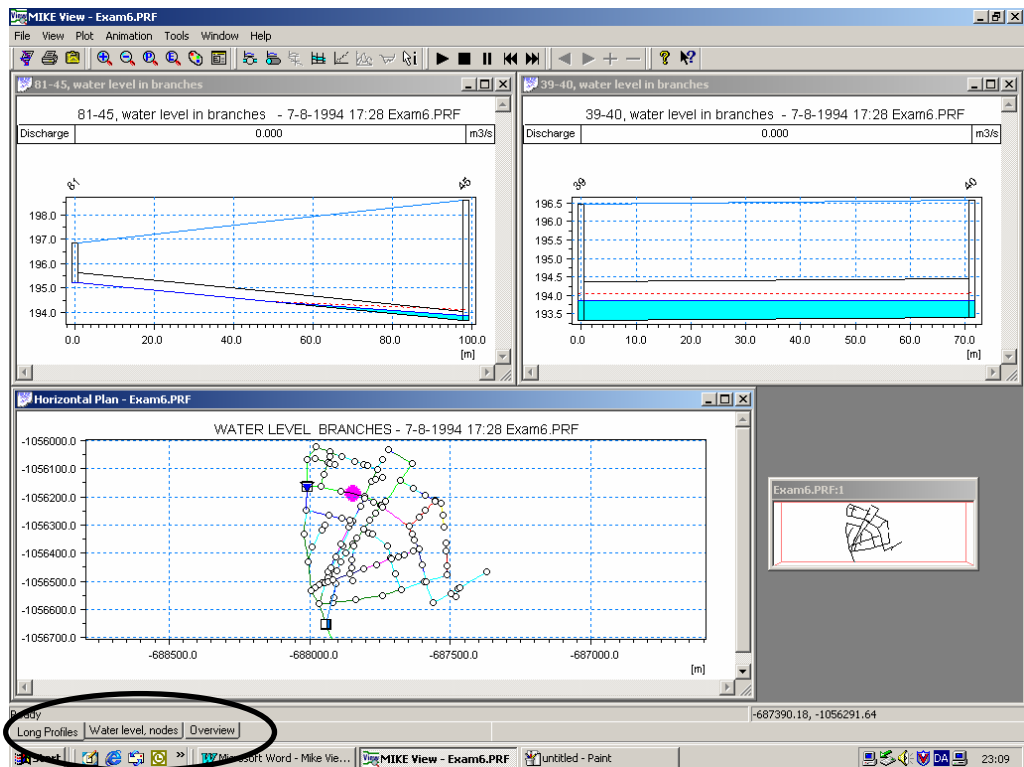 MIKE View - Exam6.PRF
File View Plot Animation Tools Window Help
81-45, water level in branches
81-45, water level in branches - 7-8-1994 17:28 Exam6.PRF
Discharge 0.000 m3/s
81 45
198.0
197.0
196.0
195.0
194.0
0.0 20.0 40.0 60.0 80.0 100.0
[m]
39-40, water level in branches
39-40, water level in branches - 7-8-1994 17:28 Exam6.PRF
Discharge 0.000 m3/s
39 40
196.5
196.0
195.5
195.0
194.5
194.0
193.5
0.0 10.0 20.0 30.0 40.0 50.0 60.0 70.0
[m]
Horizontal Plan - Exam6.PRF
WATER LEVEL BRANCHES - 7-8-1994 17:28 Exam6.PRF
-1056000.0
-1056100.0
-1056200.0
-1056300.0
-1056400.0
-1056500.0
-1056600.0
-1056700.0
-688500.0 -688000.0 -687500.0 -687000.0
[m]
Exam6.PRF:1
Ready
-687390.18, -1056291.64
Long Profiles Water level, nodes Overview
Start » Microsoft Word - Mike Vie... MIKE View - Exam6.PRF untitled - Paint DA 23:09